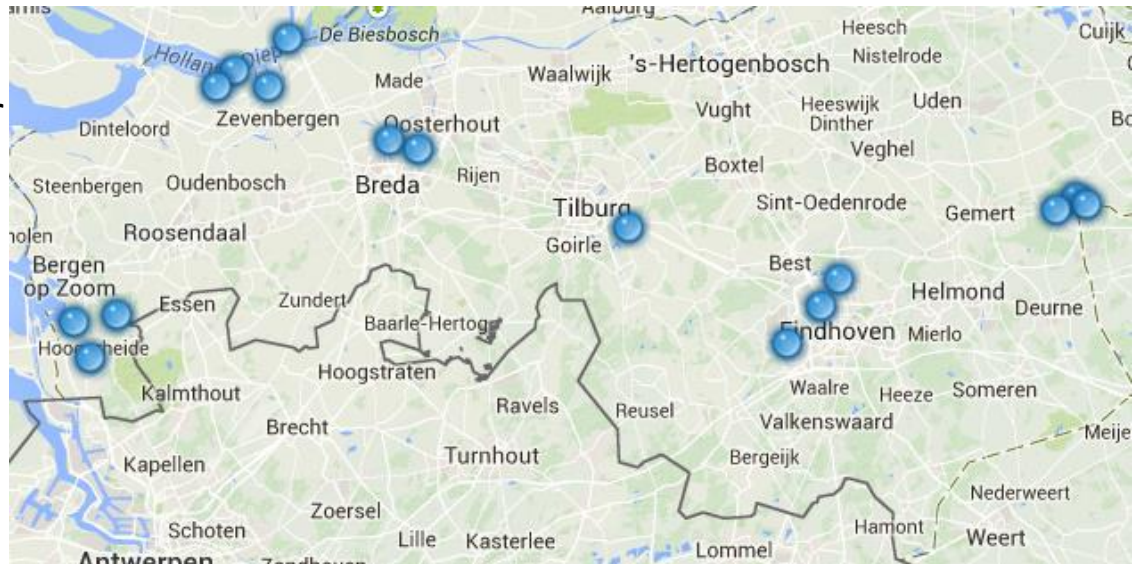 Aalburg
Heesch
Cuijk
De Biesbosch
Nistelrode
's-Hertogenbosch
Made
Waalwijk
Uden
Vught
Heeswijk
Dinther
Zevenbergen
Oosterhout
Dinteloord
Veghel
Boxtel
Rijen
Steenbergen
Oudenbosch
Breda
Sint-Oedenrode
Tilburg
Gemert
Roosendaal
Goirle
Bergen
op Zoom
Best
Essen
Zundert
Helmond
Deurne
Baarle-Hertog
Eindhoven
Mierlo
Hoogstraten
Kalmthout
Waalre
Heeze
Someren
Ravels
Reusel
Valkenswaard
Brecht
Turnhout
Bergeijk
Kapellen
Nederweert
Zoersel
Schoten
Hamont
Weert
Lille
Kasterlee
Lommel
Antwerpen
Zandhoven